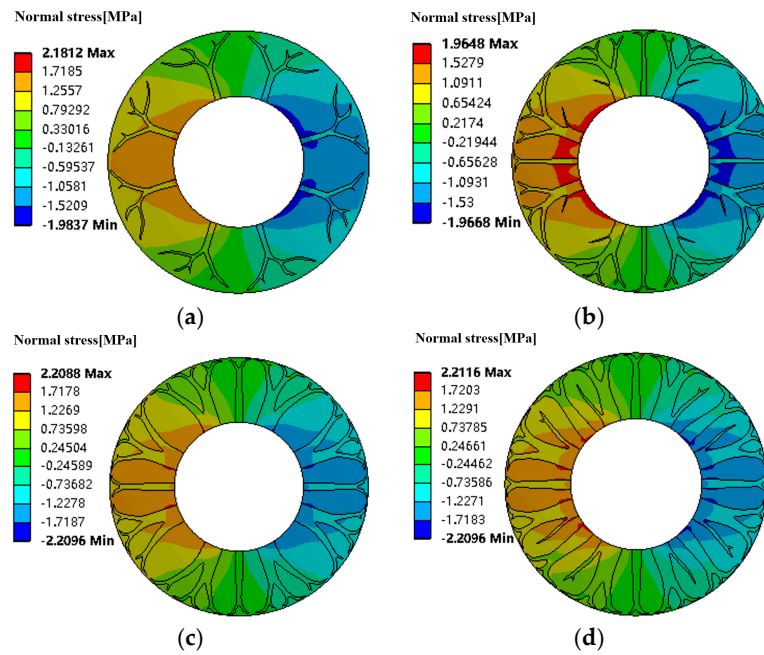 Normal stress[MPa]
2.1812 Max
1.7185
1.2557
0.79292
0.33016
-0.13261
-0.59537
-1.0581
-1.5209
-1.9837 Min
(a)
Normal stress[MPa]
1.9648 Max
1.5279
1.0911
0.65424
0.2174
-0.21944
-0.65628
-1.0931
-1.53
-1.9668 Min
(b)
Normal stress[MPa]
2.2088 Max
1.7178
1.2269
0.73598
0.24504
-0.24589
-0.73682
-1.2278
-1.7187
-2.2096 Min
(c)
Normal stress[MPa]
2.2116 Max
1.7203
1.2291
0.73785
0.24661
-0.24462
-0.73586
-1.2271
-1.7183
-2.2096 Min
(d)